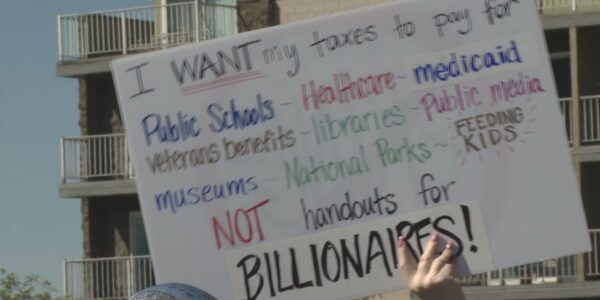 I WANT my taxes to pay for
Public Schools ~ Healthcare ~ medicaid
veterans benefits ~ libraries ~ Public media
museums ~ National Parks ~ FEEDING
KIDS
NOT handouts for
BILLIONAIRES!